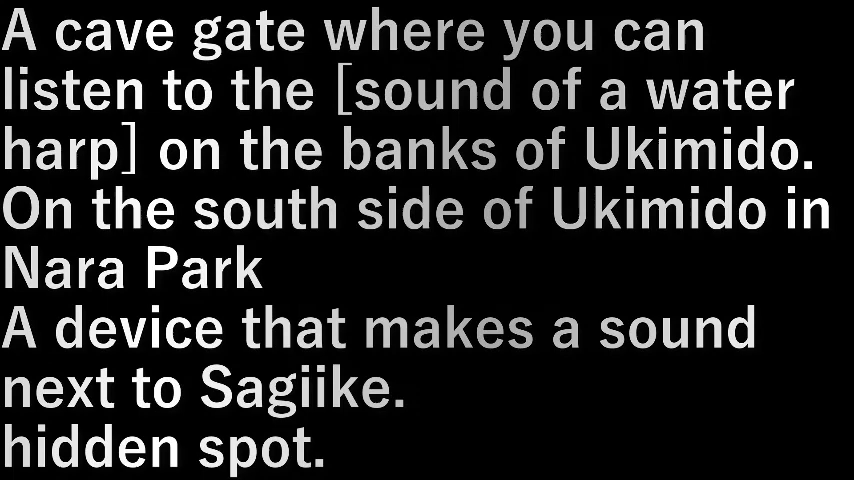 A cave gate where you can
listen to the [sound of a water
harp] on the banks of Ukimido.
On the south side of Ukimido in
Nara Park
A device that makes a sound
next to Sagiike.
hidden spot.